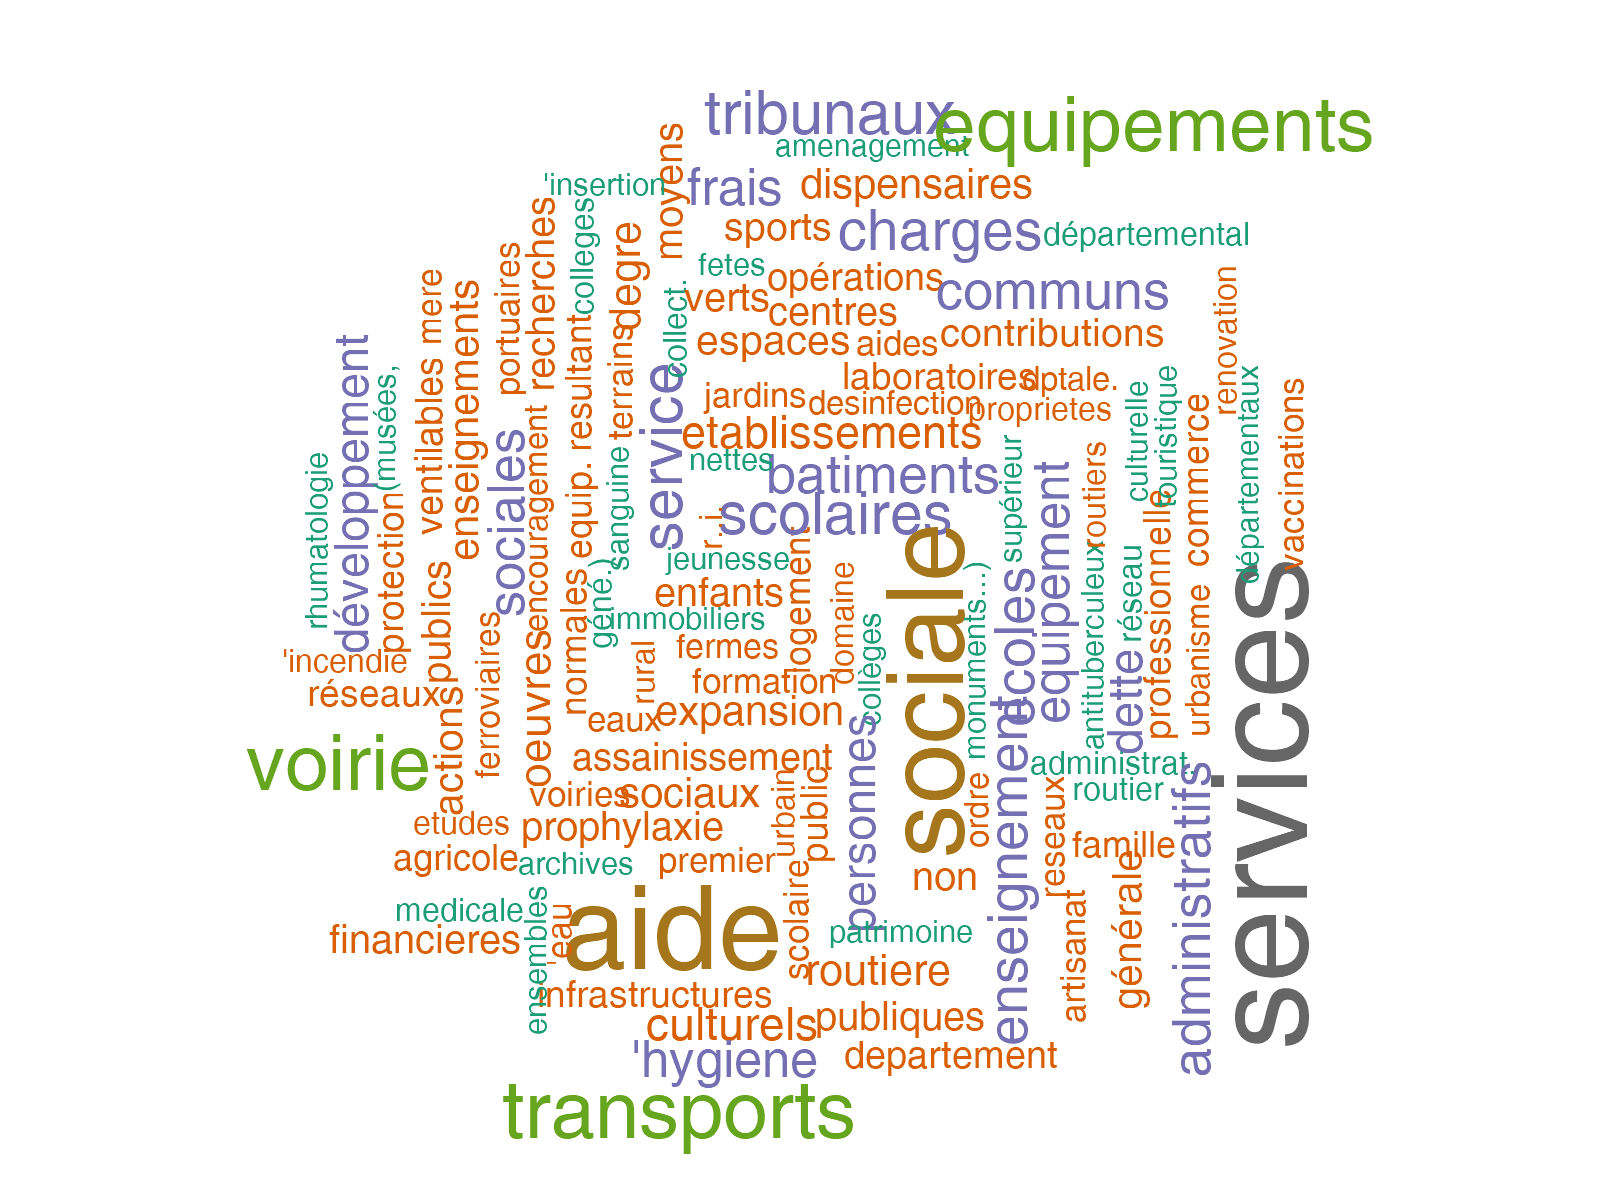 tribunaux
equipements
amenagement
moyens
'insertion
frais
dispensaires
colleges
recherches
sports
charges
départemental
degre
portuaires
fetes
opérations
communs
mere
enseignements
collect.
verts
centres
renovation
resultant
terrains
espaces
aides
contributions
développement
(musées,
ventilables
service
laboratoires
dptale.
jardins
desinfection
proprietes
culturelle
touristique
commerce
départementaux
vaccinations
sociales
encouragement
equip.
sanguine
etablissements
nettes
batiments
supérieur
equipement
routiers
rhumatologie
protection
publics
scolaires
r..i.
jeunesse
logement
sociale
professionnelle
normales
géné.)
enfants
immobiliers
domaine
monuments...)
ecoles
antituberculeux
réseau
dette
urbanisme
services
'incendie
réseaux
ferroviaires
oeuvres
rural
fermes
formation
collèges
actions
eaux
expansion
personnes
voirie
assainissement
enseignement
administrat.
voiries
sociaux
urbain
public
ordre
reseaux
routier
administratifs
etudes
prophylaxie
famille
agricole
archives
premier
scolaire
non
générale
artisanat
medicale
ensembles
'eau
aide
financieres
patrimoine
routiere
infrastructures
culturels
publiques
'hygiene
departement
transports